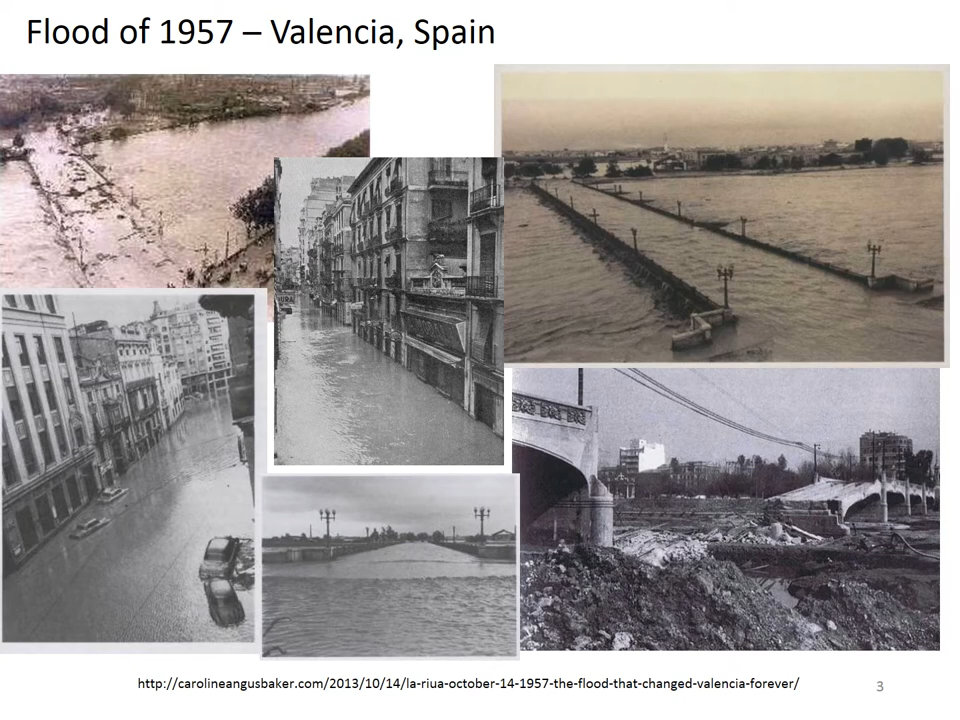 Flood of 1957 – Valencia, Spain
http://carolineangusbaker.com/2013/10/14/la-riua-october-14-1957-the-flood-that-changed-valencia-forever/
3